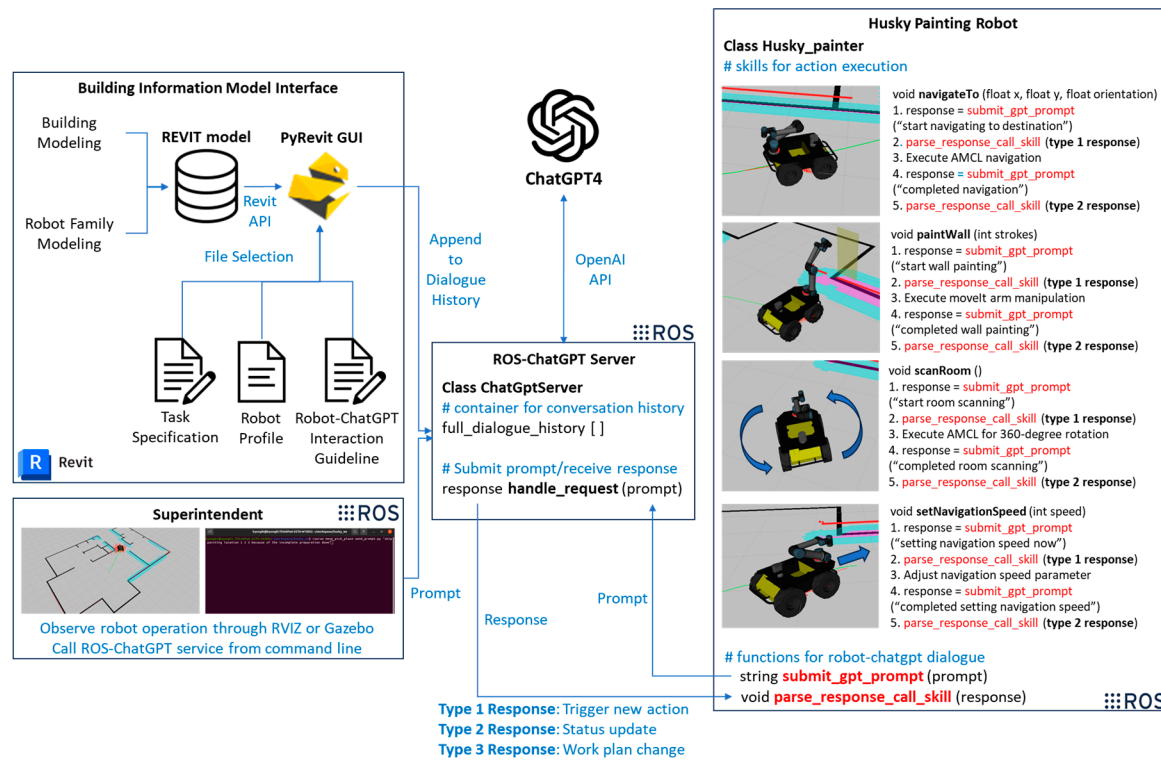 Building Information Model Interface
Building
Modeling
REVIT model
PyRevit GUI
Revit
API
Robot Family
Modeling
File Selection
Task
Specification
Robot
Profile
Robot-ChatGPT
Interaction
Guideline
R
Revit
Append
to
Dialogue
History
ChatGPT4
OpenAI
API
ROS
ROS-ChatGPT Server
Class ChatGptServer
# container for conversation history
full_dialogue_history [ ]
# Submit prompt/receive response
response handle_request (prompt)
Superintendent
ROS
Observe robot operation through RVIZ or Gazebo
Call ROS-ChatGPT service from command line
Prompt
Response
Prompt
Type 1 Response: Trigger new action
Type 2 Response: Status update
Type 3 Response: Work plan change
Husky Painting Robot
Class Husky_painter
# skills for action execution
void navigateTo (float x, float y, float orientation)
1. response = submit_gpt_prompt
(“start navigating to destination”)
2. parse_response_call_skill (type 1 response)
3. Execute AMCL navigation
4. response = submit_gpt_prompt
(“completed navigation”)
5. parse_response_call_skill (type 2 response)
void paintWall (int strokes)
1. response = submit_gpt_prompt
(“start wall painting”)
2. parse_response_call_skill (type 1 response)
3. Execute moveIt arm manipulation
4. response = submit_gpt_prompt
(“completed wall painting”)
5. parse_response_call_skill (type 2 response)
void scanRoom ()
1. response = submit_gpt_prompt
(“start room scanning”)
2. parse_response_call_skill (type 1 response)
3. Execute AMCL for 360-degree rotation
4. response = submit_gpt_prompt
(“completed room scanning”)
5. parse_response_call_skill (type 2 response)
void setNavigationSpeed (int speed)
1. response = submit_gpt_prompt
(“setting navigation speed now”)
2. parse_response_call_skill (type 1 response)
3. Adjust navigation speed parameter
4. response = submit_gpt_prompt
(“completed setting navigation speed”)
5. parse_response_call_skill (type 2 response)
# functions for robot-chatgpt dialogue
string submit_gpt_prompt (prompt)
void parse_response_call_skill (response)
ROS